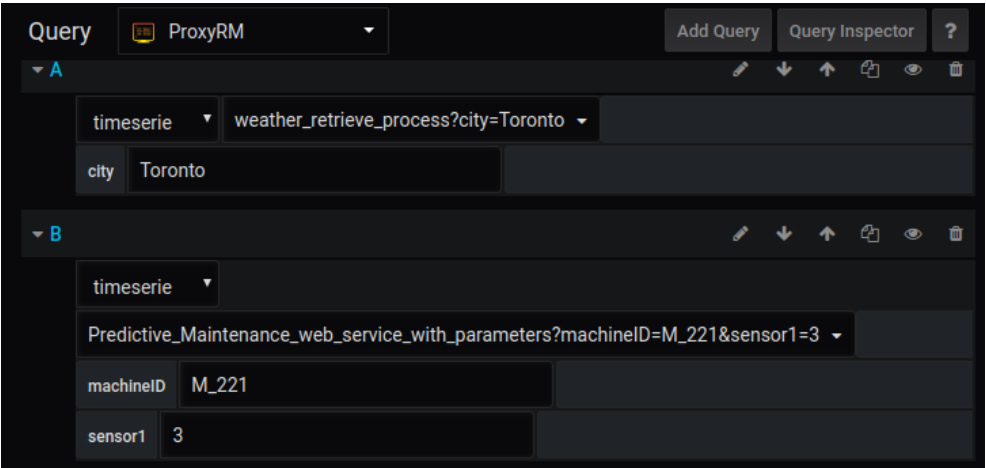 Query ProxyRM Add Query Query Inspector ?
A
timeserie weather_retrieve_process?city=Toronto
city Toronto
B
timeserie
Predictive_Maintenance_web_service_with_parameters?machineID=M_221&sensor1=3
machineID M_221
sensor1 3